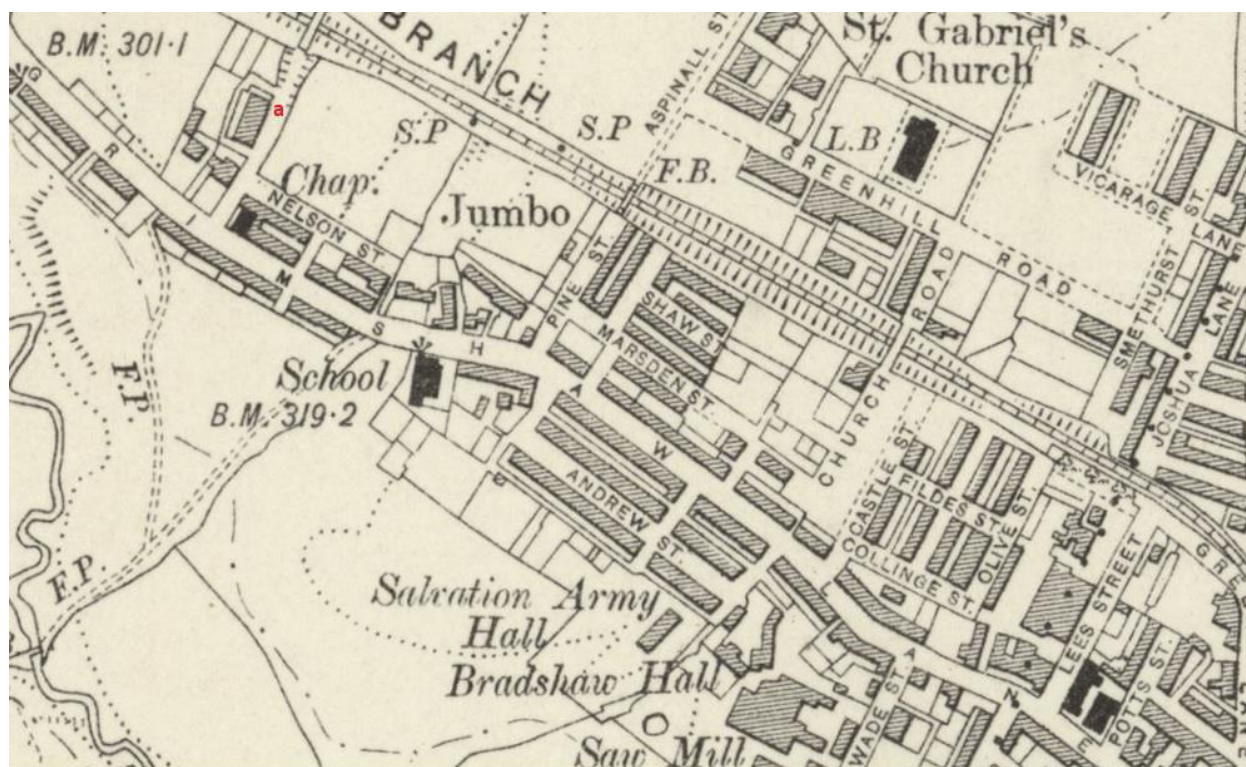 B.M. 301·1
BRANCH
ASPINALL ST
St. Gabriel's
Church
a
S.P
S.P
L.B
F.B.
GREENHILL ROAD
VICARAGE LANE
SMETHURST ST
JOSHUA LANE
Chap.
NELSON ST
Jumbo
PINE ST.
SHAW S
MARSDEN ST.
CHURCH ROAD
GRIMSHAW LANE
F.P
School
B.M. 319·2
ANDREW ST
CASTLE ST.
FILDES ST
OLIVE ST.
COLLINGE ST.
LEES STREET
POTTS ST.
F.P.
Salvation Army
Hall
Bradshaw Hall
WADE ST.
Saw Mill